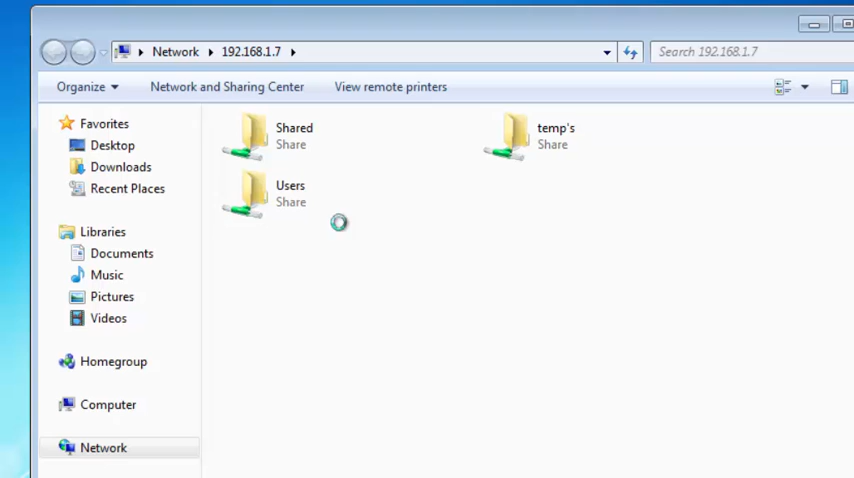 Network 192.168.1.7
Search 192.168.1.7
Organize Network and Sharing Center View remote printers
Favorites
Desktop
Downloads
Recent Places
Libraries
Documents
Music
Pictures
Videos
Homegroup
Computer
Network
Shared
Share
temp's
Share
Users
Share